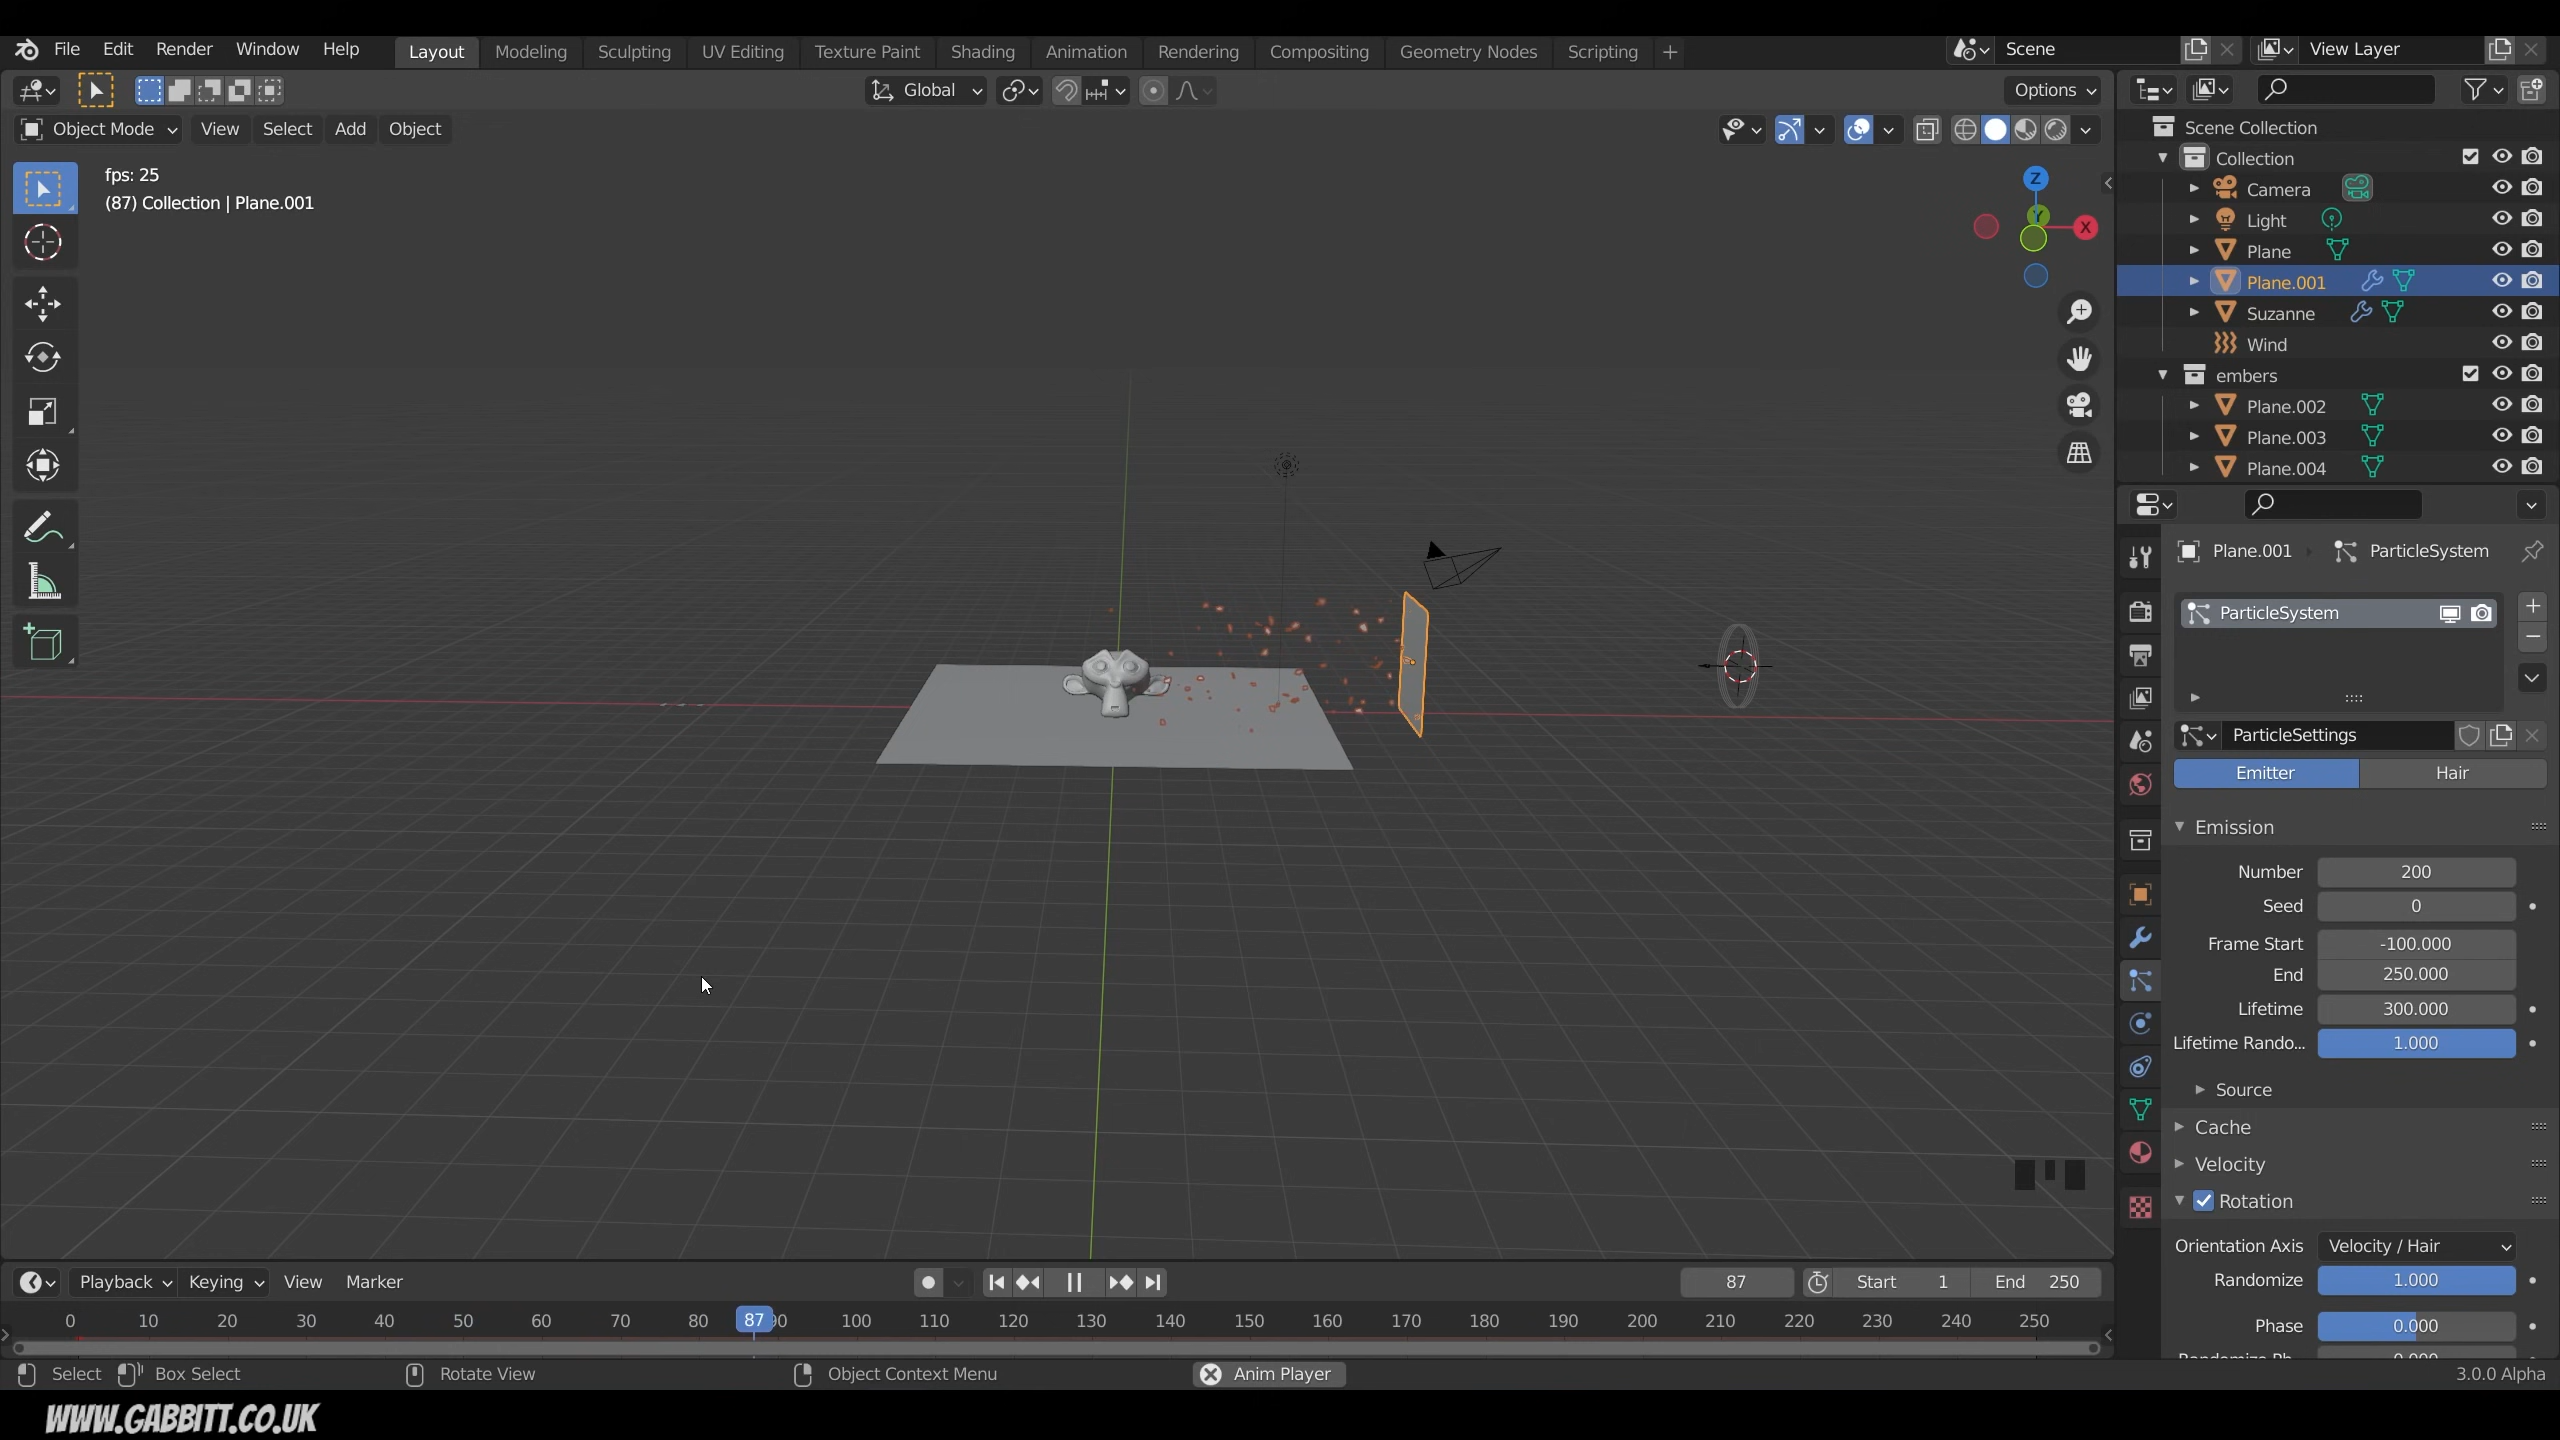 File Edit Render Window Help Layout Modeling Sculpting UV Editing Texture Paint Shading Animation Rendering Compositing Geometry Nodes Scripting + Scene View Layer
Global Options
Object Mode View Select Add Object
fps: 25
(87) Collection | Plane.001
Z
Y
X
Scene Collection
Collection
Camera
Light
Plane
Plane.001
Suzanne
Wind
embers
Plane.002
Plane.003
Plane.004
Plane.001 ParticleSystem
ParticleSystem
ParticleSettings
Emitter Hair
Emission
Number 200
Seed 0
Frame Start -100.000
End 250.000
Lifetime 300.000
Lifetime Rando... 1.000
Source
Cache
Velocity
Rotation
Orientation Axis Velocity / Hair
Randomize 1.000
Phase 0.000
Playback Keying View Marker 87 Start 1 End 250
0 10 20 30 40 50 60 70 80 87 90 100 110 120 130 140 150 160 170 180 190 200 210 220 230 240 250
Select Box Select Rotate View Object Context Menu Anim Player 3.0.0 Alpha
WWW.GABBITT.CO.UK